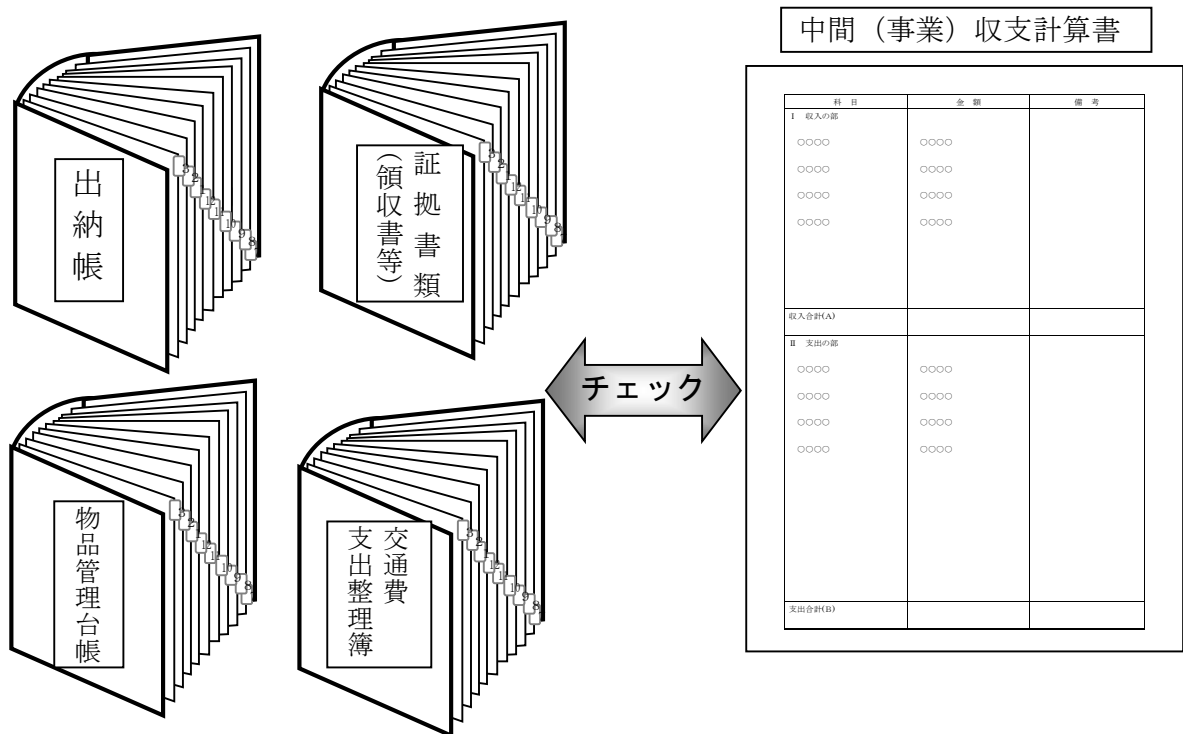 中間（事業）収支計算書
出納帳
証拠書類
（領収書等）
物品管理台帳
交通費
支出整理簿
チェック
科 目 金 額 備 考
Ⅰ 収入の部
○○○○ ○○○○
○○○○ ○○○○
○○○○ ○○○○
○○○○ ○○○○
収入合計(A)
Ⅱ 支出の部
○○○○ ○○○○
○○○○ ○○○○
○○○○ ○○○○
○○○○ ○○○○
支出合計(B)